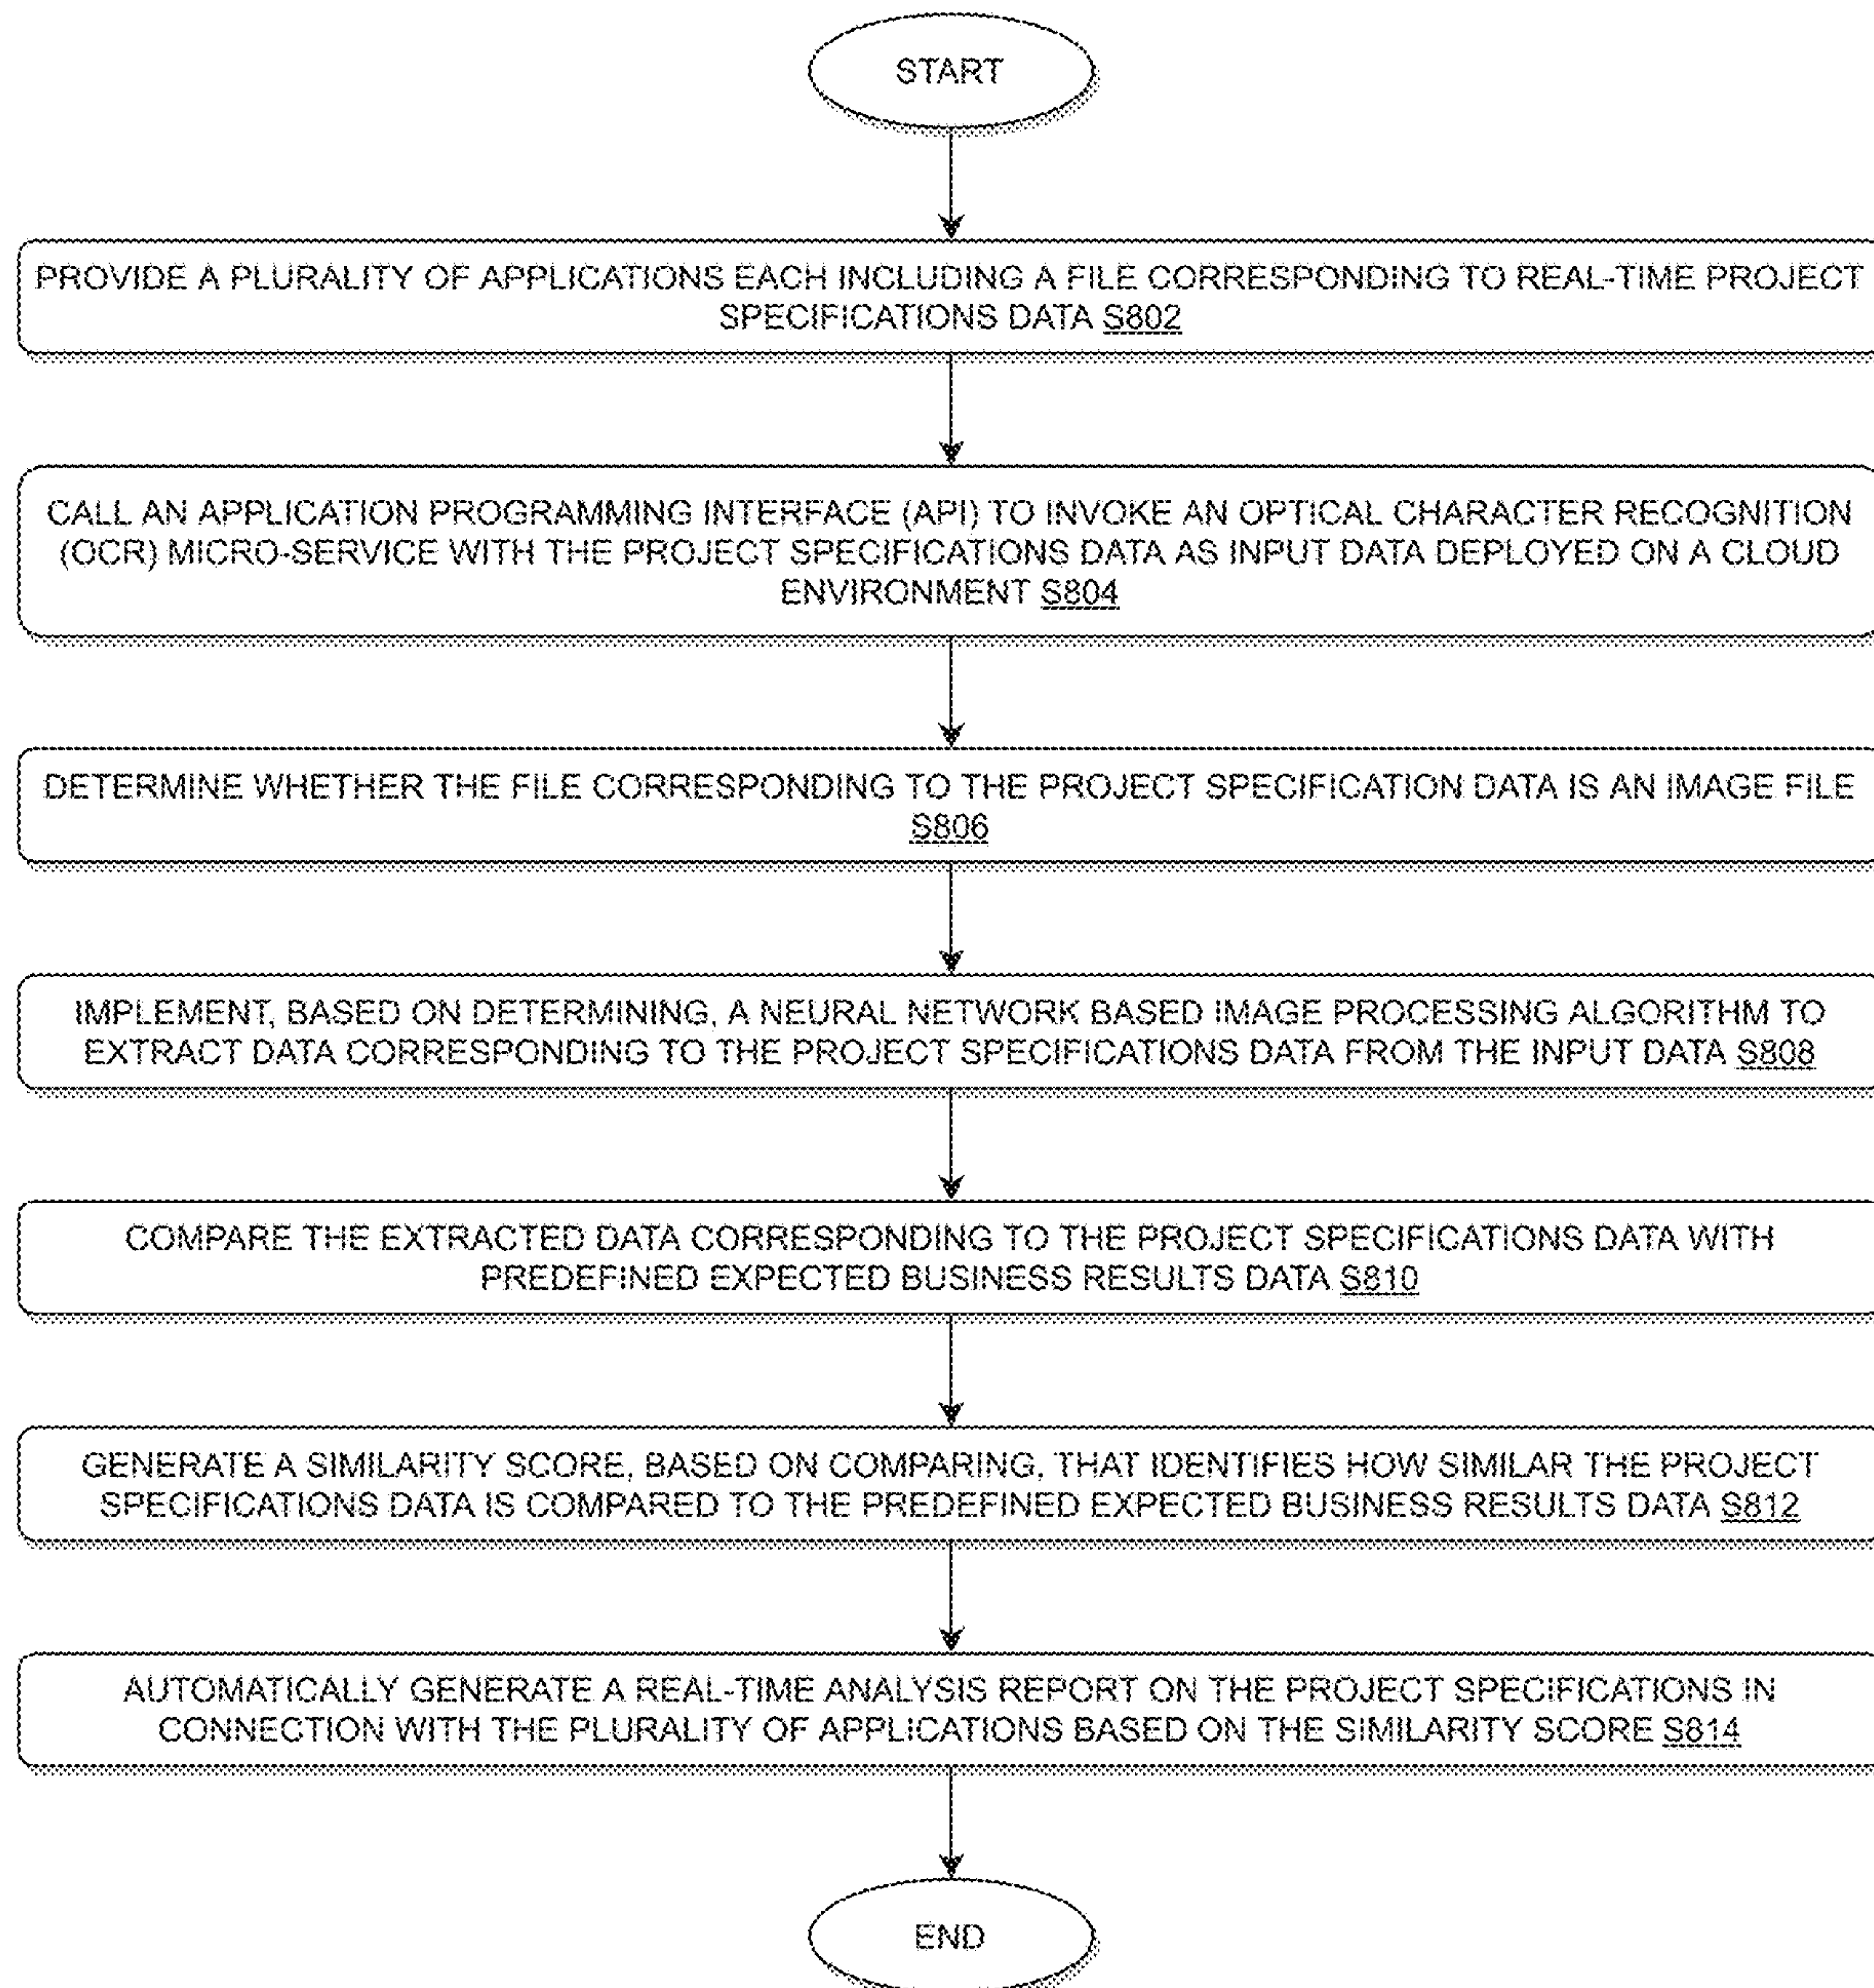 START
PROVIDE A PLURALITY OF APPLICATIONS EACH INCLUDING A FILE CORRESPONDING TO REAL-TIME PROJECT
SPECIFICATIONS DATA S802
CALL AN APPLICATION PROGRAMMING INTERFACE (API) TO INVOKE AN OPTICAL CHARACTER RECOGNITION
(OCR) MICRO-SERVICE WITH THE PROJECT SPECIFICATIONS DATA AS INPUT DATA DEPLOYED ON A CLOUD
ENVIRONMENT S804
DETERMINE WHETHER THE FILE CORRESPONDING TO THE PROJECT SPECIFICATION DATA IS AN IMAGE FILE
S806
IMPLEMENT, BASED ON DETERMINING, A NEURAL NETWORK BASED IMAGE PROCESSING ALGORITHM TO
EXTRACT DATA CORRESPONDING TO THE PROJECT SPECIFICATIONS DATA FROM THE INPUT DATA S808
COMPARE THE EXTRACTED DATA CORRESPONDING TO THE PROJECT SPECIFICATIONS DATA WITH
PREDEFINED EXPECTED BUSINESS RESULTS DATA S810
GENERATE A SIMILARITY SCORE, BASED ON COMPARING, THAT IDENTIFIES HOW SIMILAR THE PROJECT
SPECIFICATIONS DATA IS COMPARED TO THE PREDEFINED EXPECTED BUSINESS RESULTS DATA S812
AUTOMATICALLY GENERATE A REAL-TIME ANALYSIS REPORT ON THE PROJECT SPECIFICATIONS IN
CONNECTION WITH THE PLURALITY OF APPLICATIONS BASED ON THE SIMILARITY SCORE S814
END